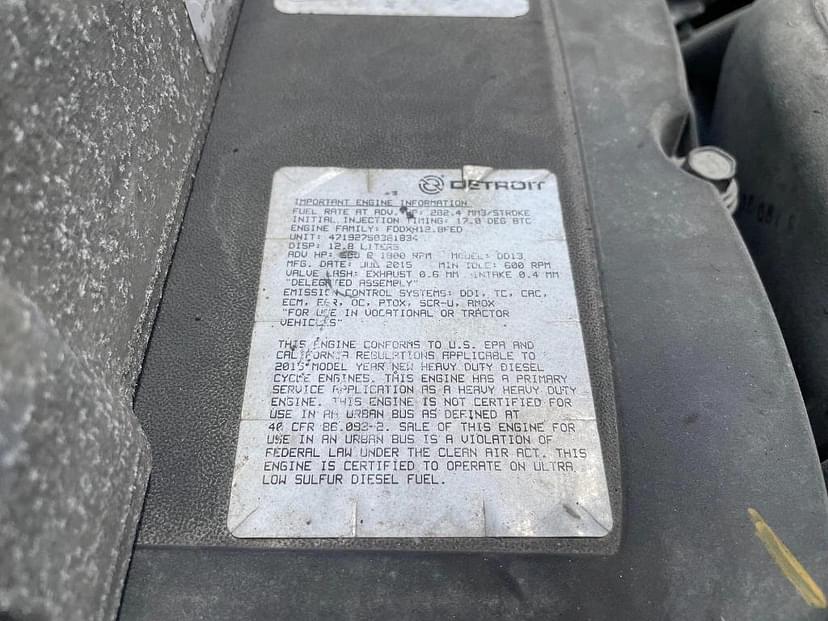 DETROIT
IMPORTANT ENGINE INFORMATION
FUEL RATE AT ADV. HP: 282.4 MM3/STROKE
INITIAL INJECTION TIMING: 17.0 DEG BTC
ENGINE FAMILY: FDDXH12.8FED
UNIT: 471927S0381834
DISP: 12.8 LITERS
ADV HP: @ 1800 RPM MODEL: DD13
MFG. DATE: JUL 2015 MIN IDLE: 600 RPM
VALVE LASH: EXHAUST 0.6 MM INTAKE 0.4 MM
"DELEGATED ASSEMPLY"
EMISSION CONTROL SYSTEMS: DDI, TC, CAC,
ECM, EGR, OC, PTOX, SCR-U, AMOX
"FOR USE IN VOCATIONAL OR TRACTOR
VEHICLES"
THIS ENGINE CONFORMS TO U.S. EPA AND
CALIFORNIA REGULATIONS APPLICABLE TO
2015 MODEL YEAR NEW HEAVY DUTY DIESEL
CYCLE ENGINES. THIS ENGINE HAS A PRIMARY
SERVICE APPLICATION AS A HEAVY HEAVY DUTY
ENGINE. THIS ENGINE IS NOT CERTIFIED FOR
USE IN AN URBAN BUS AS DEFINED AT
40 CFR 86.093-2. SALE OF THIS ENGINE FOR
USE IN AN URBAN BUS IS A VIOLATION OF
FEDERAL LAW UNDER THE CLEAN AIR ACT. THIS
ENGINE IS CERTIFIED TO OPERATE ON ULTRA
LOW SULFUR DIESEL FUEL.